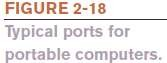 FIGURE 2-18
Typical ports for
portable computers.